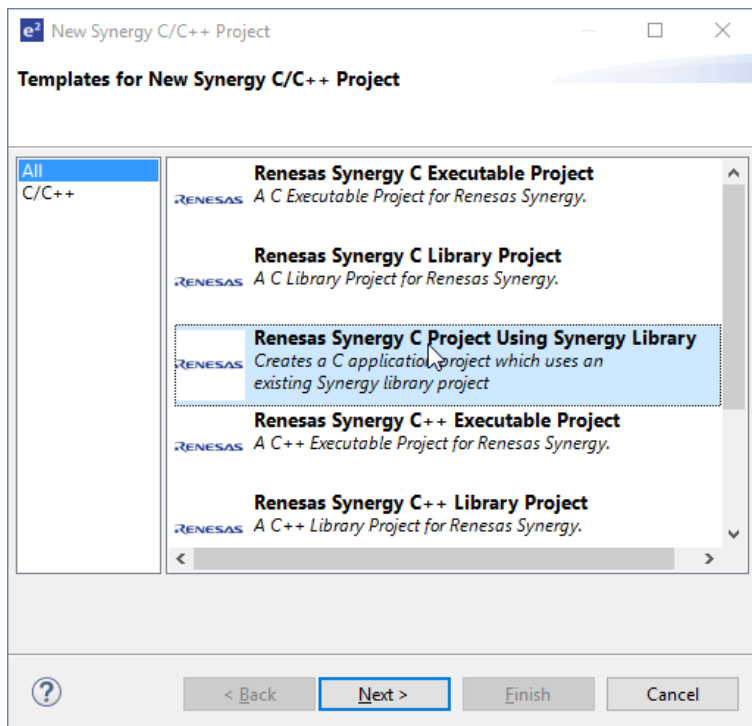 e² New Synergy C/C++ Project
Templates for New Synergy C/C++ Project
All
C/C++
Renesas Synergy C Executable Project
RENESAS A C Executable Project for Renesas Synergy.
Renesas Synergy C Library Project
RENESAS A C Library Project for Renesas Synergy.
Renesas Synergy C Project Using Synergy Library
RENESAS Creates a C application project which uses an
existing Synergy library project
Renesas Synergy C++ Executable Project
RENESAS A C++ Executable Project for Renesas Synergy.
Renesas Synergy C++ Library Project
RENESAS A C++ Library Project for Renesas Synergy.
? < Back Next > Finish Cancel